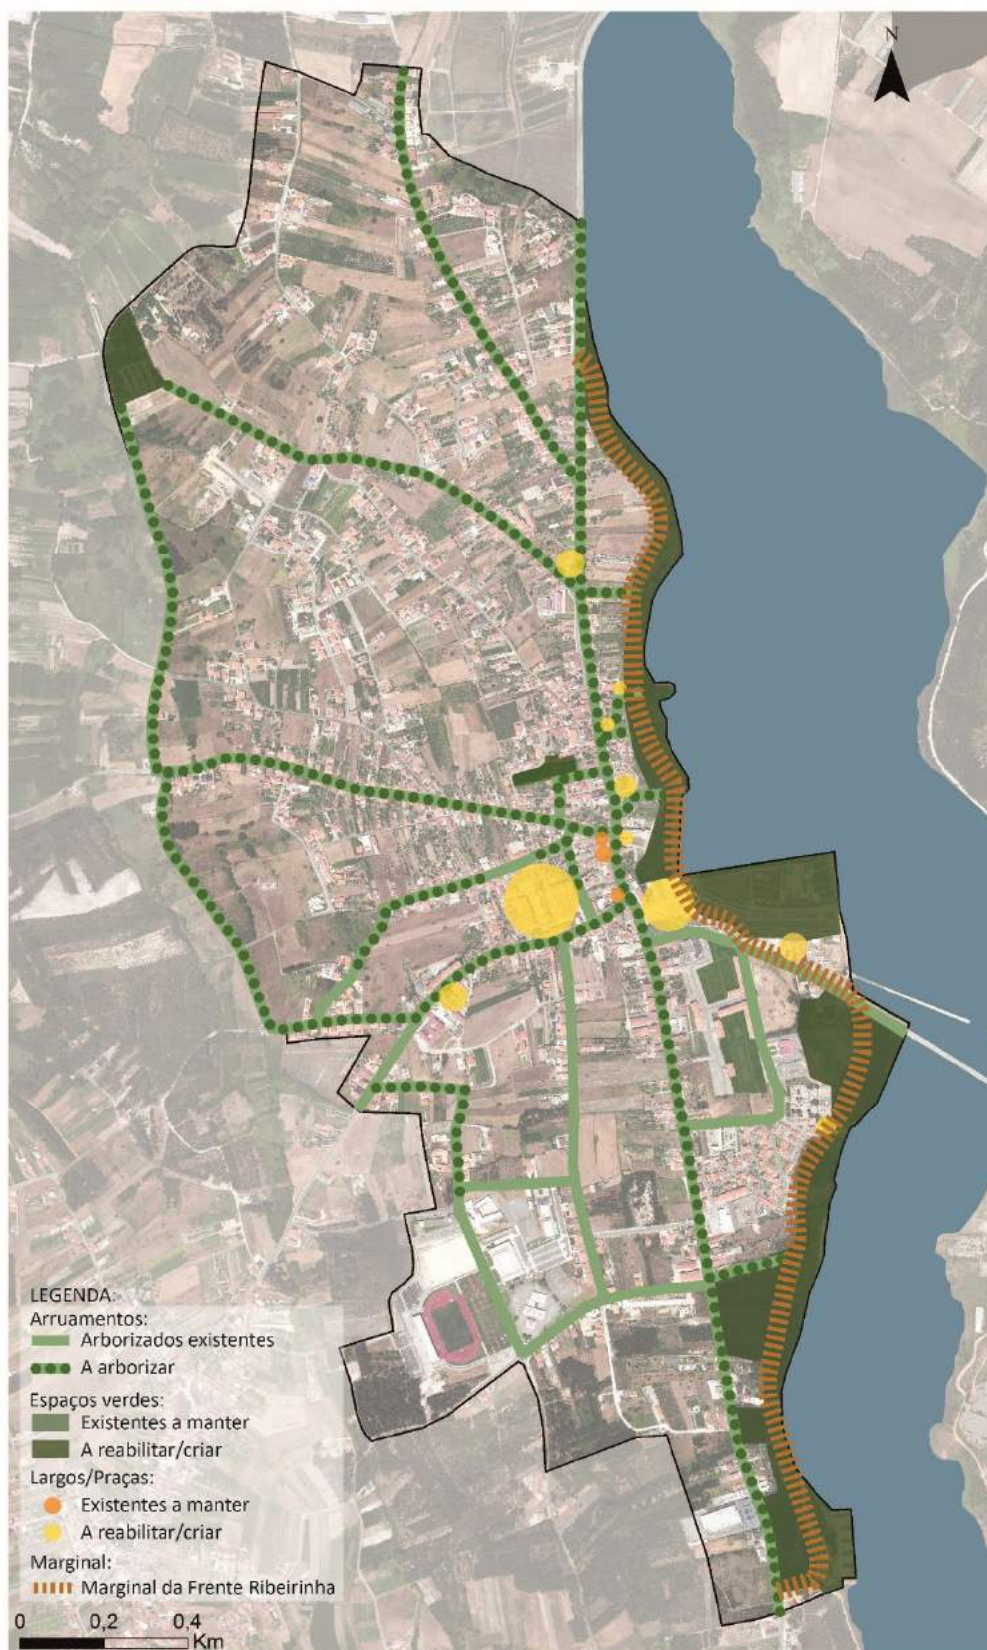 N
LEGENDA:
Arruamentos:
Arborizados existentes
A arborizar
Espaços verdes:
Existentes a manter
A reabilitar/criar
Largos/Praças:
Existentes a manter
A reabilitar/criar
Marginal:
Marginal da Frente Ribeirinha
0 0,2 0,4
Km